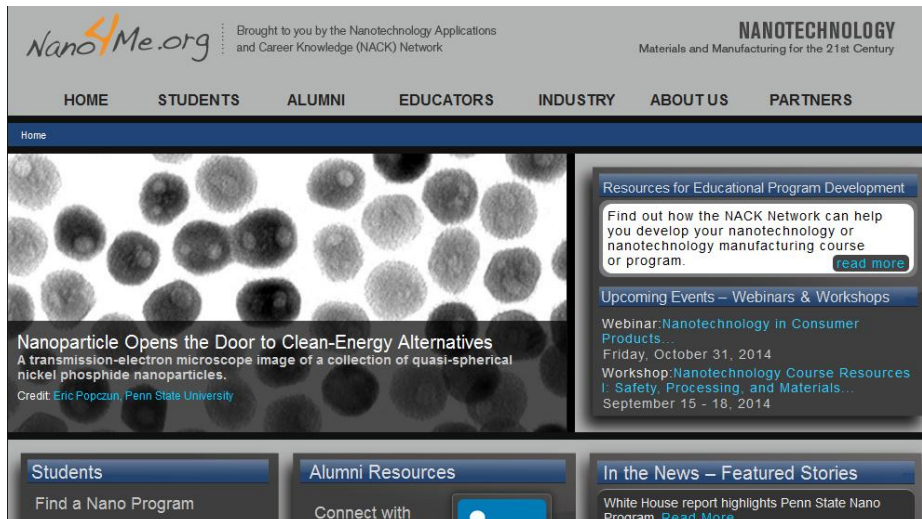 Nano4Me.org
Brought to you by the Nanotechnology Applications
and Career Knowledge (NACK) Network
NANOTECHNOLOGY
Materials and Manufacturing for the 21st Century
HOME STUDENTS ALUMNI EDUCATORS INDUSTRY ABOUT US PARTNERS
Home
Nanoparticle Opens the Door to Clean-Energy Alternatives
A transmission-electron microscope image of a collection of quasi-spherical
nickel phosphide nanoparticles.
Credit: Eric Popczun, Penn State University
Resources for Educational Program Development
Find out how the NACK Network can help
you develop your nanotechnology or
nanotechnology manufacturing course
or program.
read more
Upcoming Events – Webinars & Workshops
Webinar:Nanotechnology in Consumer
Products...
Friday, October 31, 2014
Workshop:Nanotechnology Course Resources
I: Safety, Processing, and Materials...
September 15 - 18, 2014
Students
Find a Nano Program
Alumni Resources
Connect with
In the News – Featured Stories
White House report highlights Penn State Nano
Program. Read More